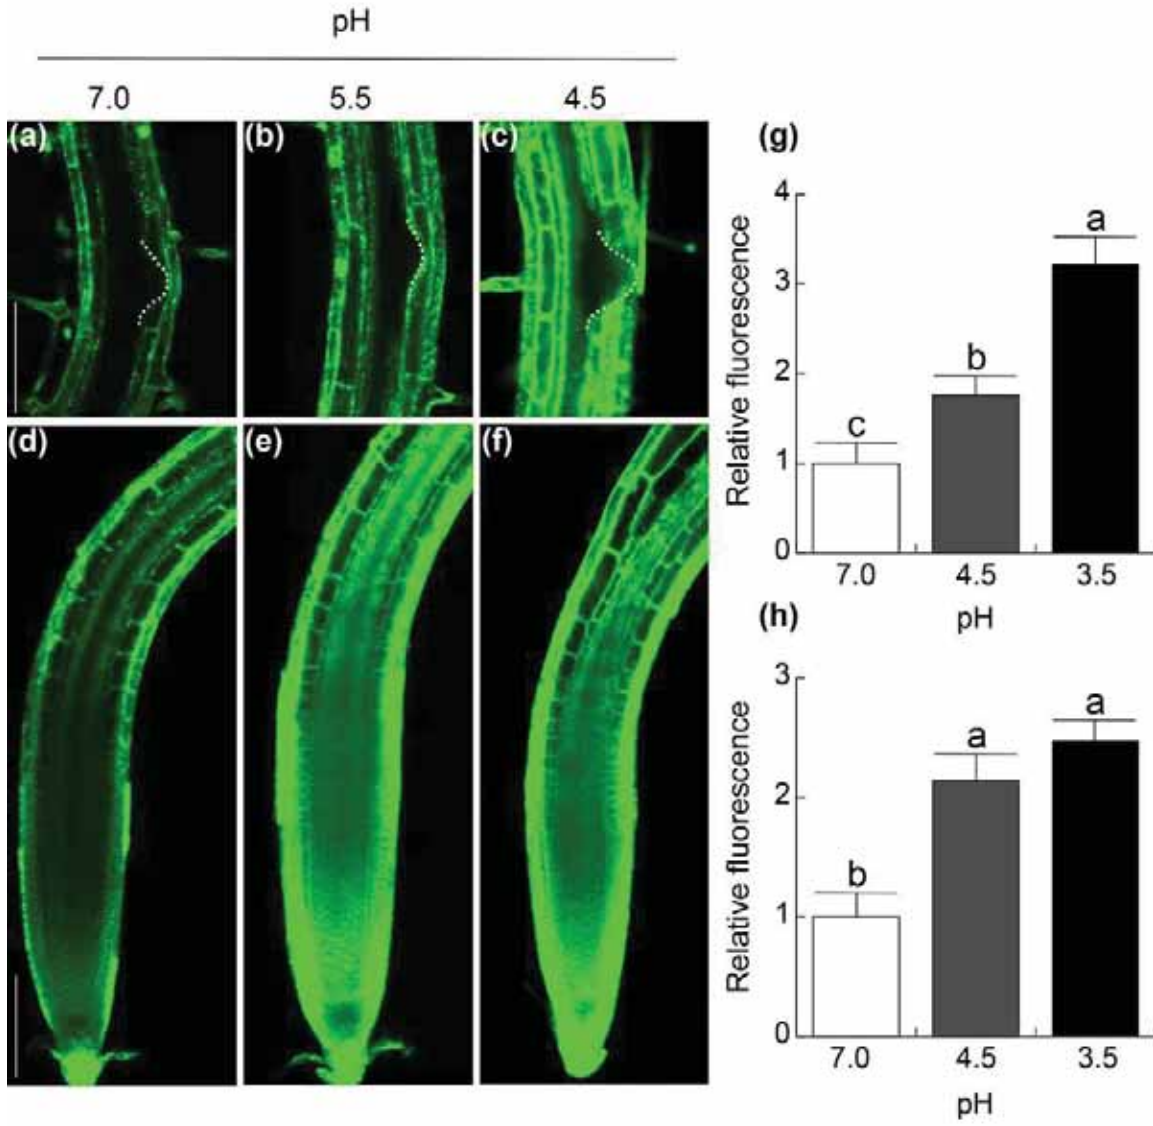 pH
7.0 5.5 4.5
(a) (b) (c)
(d) (e) (f)
(g)
Relative fluorescence
4
3
2
1
0
c
b
a
7.0 4.5 3.5
pH
(h)
Relative fluorescence
3
2
1
0
b
a
a
7.0 4.5 3.5
pH